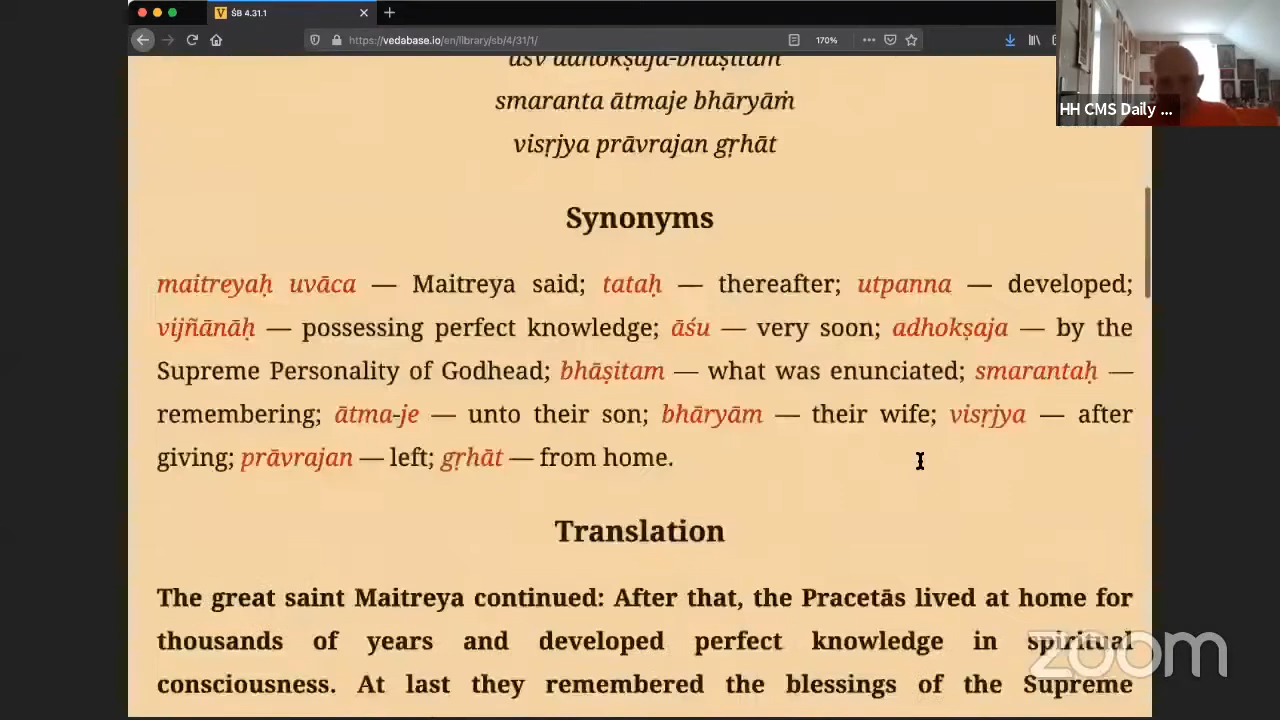 ŚB 4.31.1
https://vedabase.io/en/library/sb/4/31/1/
170%
HH CMS Daily ...
āśv adhokṣaja-bhāṣitam
smaranta ātmaje bhāryāṁ
visṛjya prāvrajan gṛhāt
Synonyms
maitreyaḥ uvāca — Maitreya said; tataḥ — thereafter; utpanna — developed;
vijñānāḥ — possessing perfect knowledge; āśu — very soon; adhokṣaja — by the
Supreme Personality of Godhead; bhāṣitam — what was enunciated; smarantaḥ —
remembering; ātma-je — unto their son; bhāryām — their wife; visṛjya — after
giving; prāvrajan — left; gṛhāt — from home.
Translation
The great saint Maitreya continued: After that, the Pracetās lived at home for
thousands of years and developed perfect knowledge in spiritual
consciousness. At last they remembered the blessings of the Supreme
zoom